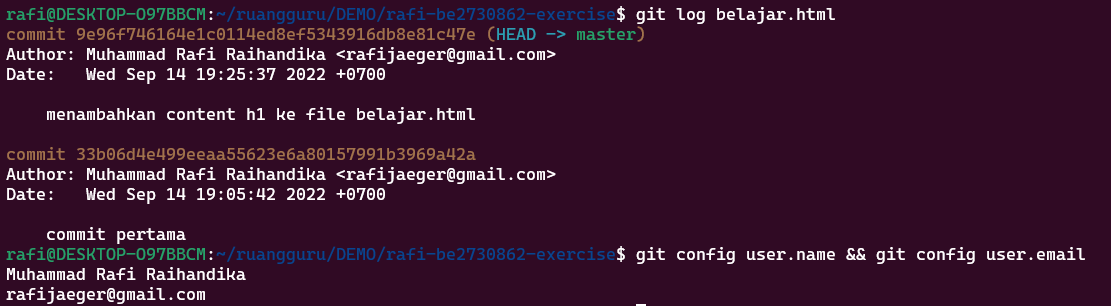 rafi@DESKTOP-O97BBCM:~/ruangguru/DEMO/rafi-be2730862-exercise$ git log belajar.html
commit 9e96f746164e1c0114ed8ef5343916db8e81c47e (HEAD -> master)
Author: Muhammad Rafi Raihandika <rafijaeger@gmail.com>
Date:   Wed Sep 14 19:25:37 2022 +0700
    menambahkan content h1 ke file belajar.html
commit 33b06d4e499eeaa55623e6a80157991b3969a42a
Author: Muhammad Rafi Raihandika <rafijaeger@gmail.com>
Date:   Wed Sep 14 19:05:42 2022 +0700
    commit pertama
rafi@DESKTOP-O97BBCM:~/ruangguru/DEMO/rafi-be2730862-exercise$ git config user.name && git config user.email
Muhammad Rafi Raihandika
rafijaeger@gmail.com